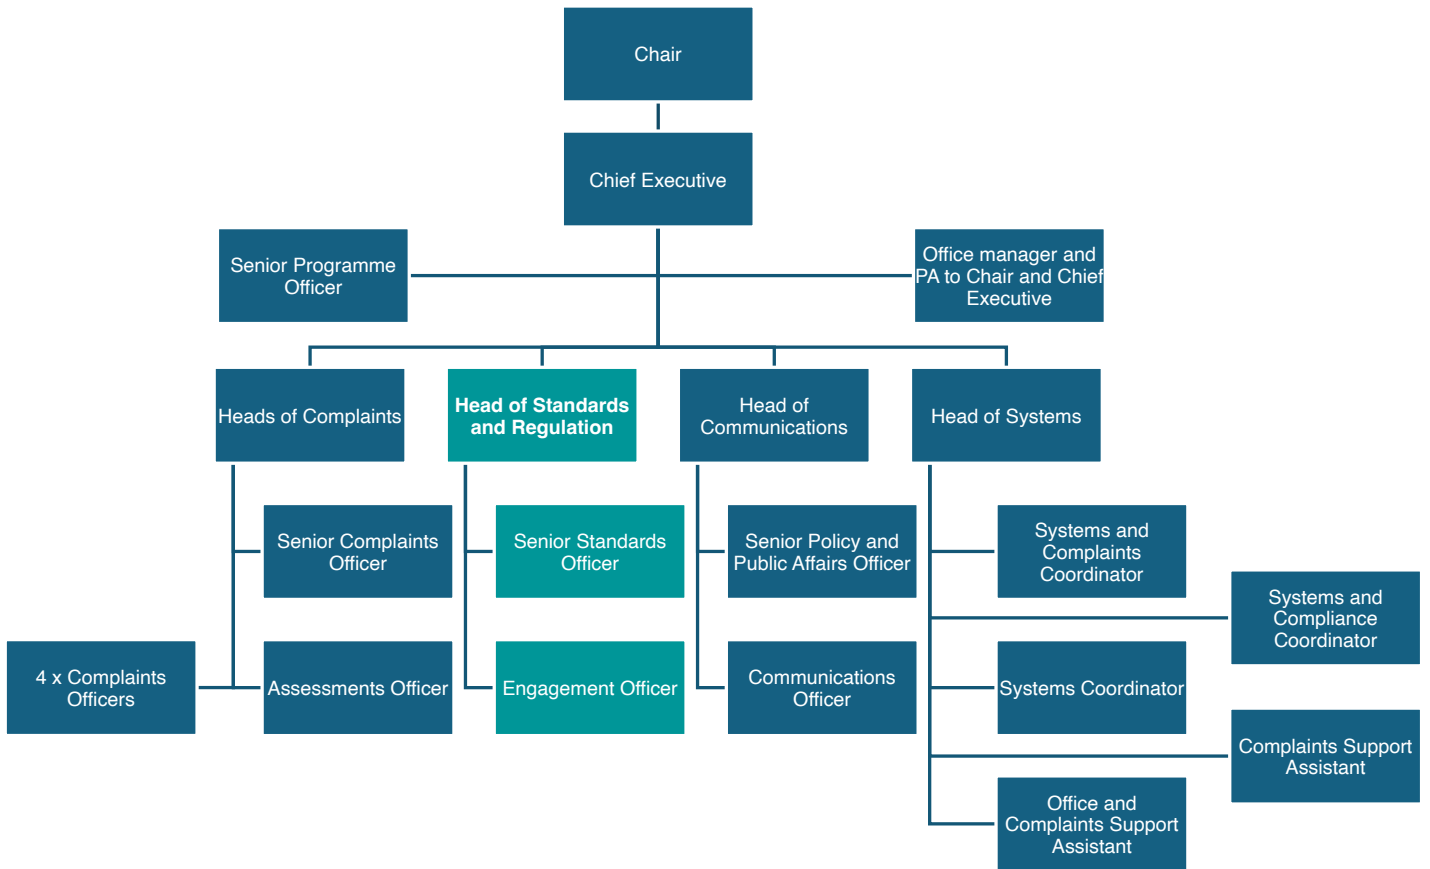 Chair
Chief Executive
Senior Programme
Officer
Office manager and
PA to Chair and Chief
Executive
Heads of Complaints
Head of Standards
and Regulation
Head of
Communications
Head of Systems
Senior Complaints
Officer
Senior Standards
Officer
Senior Policy and
Public Affairs Officer
Systems and
Complaints
Coordinator
Systems and
Compliance
Coordinator
4 x Complaints
Officers
Assessments Officer
Engagement Officer
Communications
Officer
Systems Coordinator
Complaints Support
Assistant
Office and
Complaints Support
Assistant